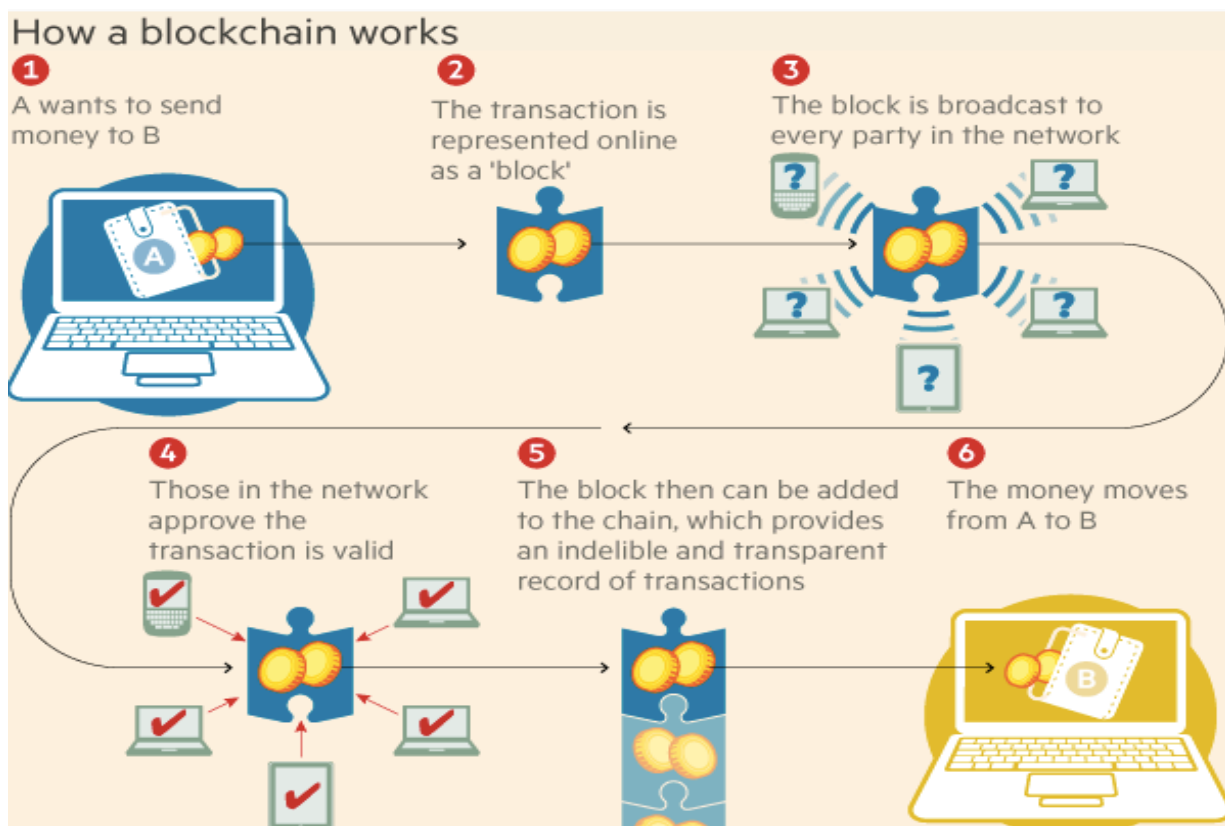 How a blockchain works
1
A wants to send
money to B
A
2
The transaction is
represented online
as a 'block'
3
The block is broadcast to
every party in the network
?
?
?
?
?
4
Those in the network
approve the
transaction is valid
5
The block then can be added
to the chain, which provides
an indelible and transparent
record of transactions
6
The money moves
from A to B
B